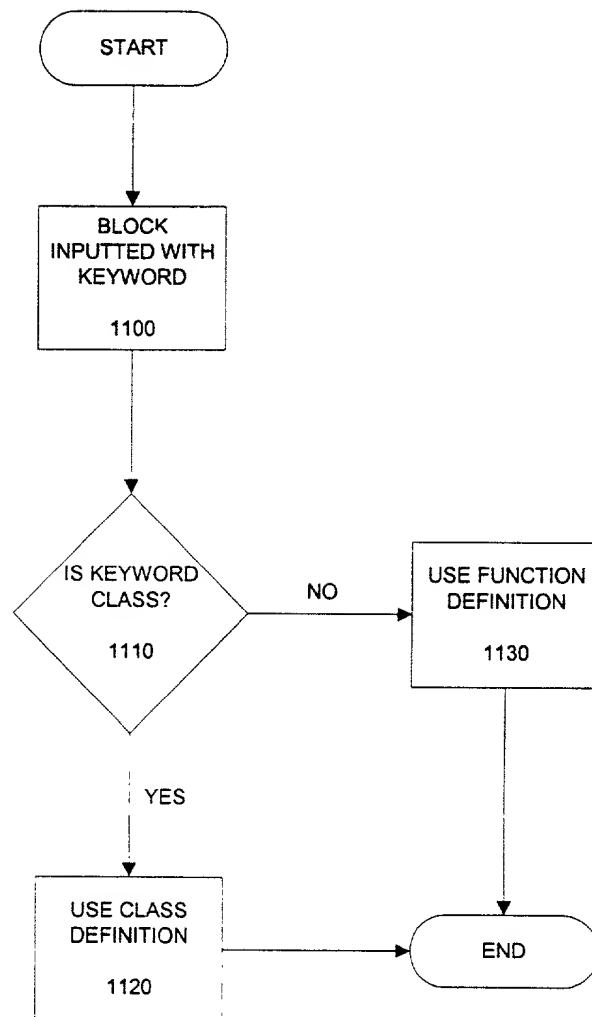 START
BLOCK
INPUTTED WITH
KEYWORD
1100
IS KEYWORD
CLASS?
1110
NO
USE FUNCTION
DEFINITION
1130
YES
USE CLASS
DEFINITION
1120
END